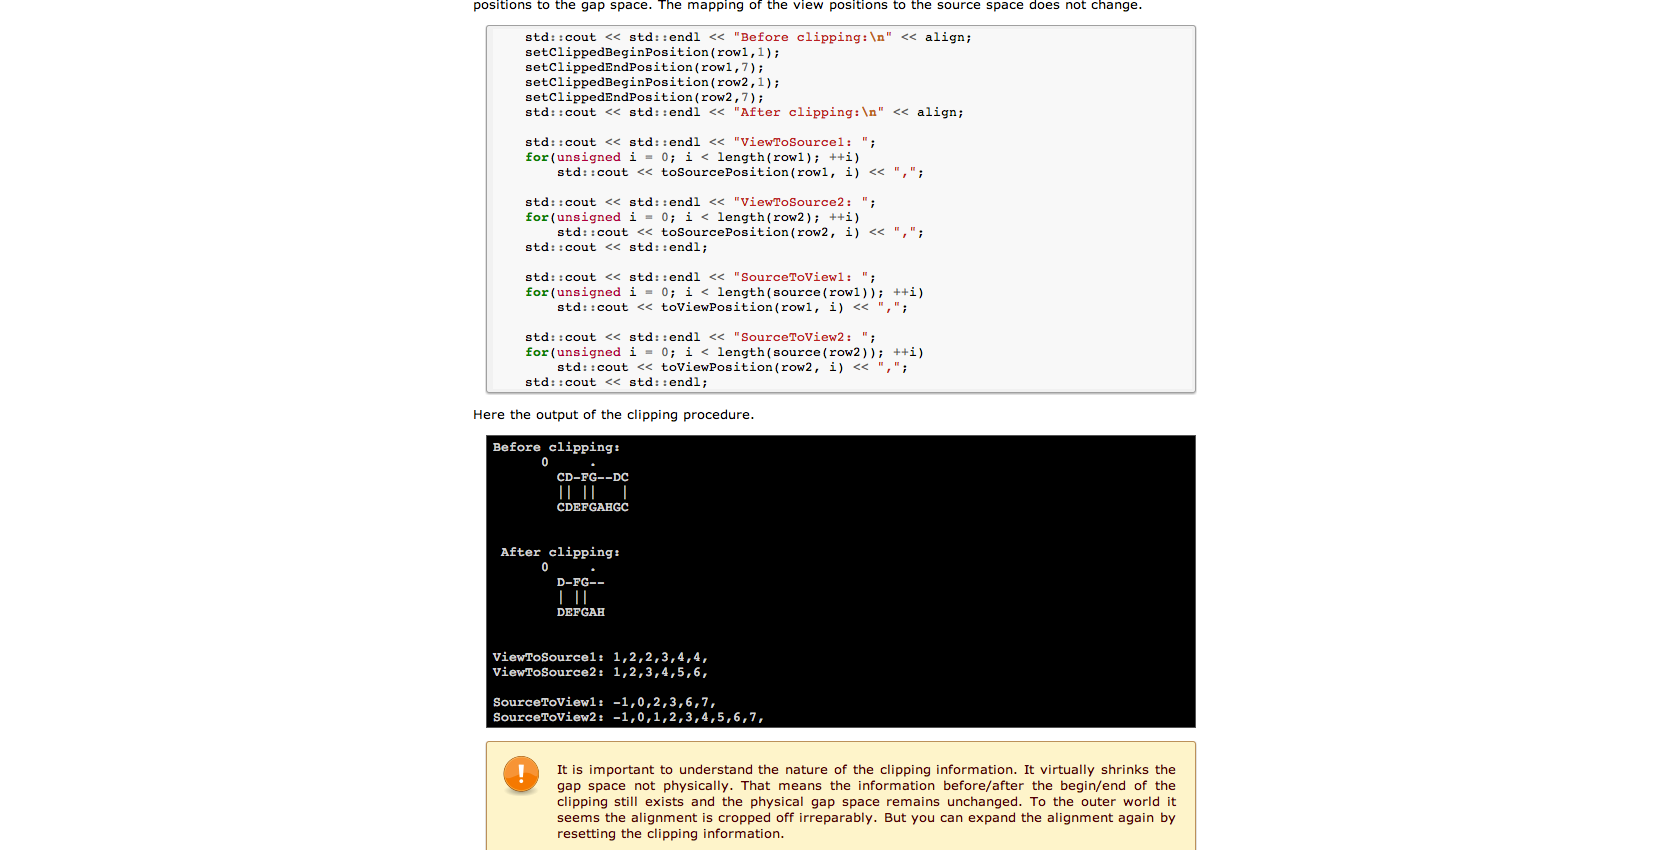 positions to the gap space. The mapping of the view positions to the source space does not change.
std::cout << std::endl << "Before clipping:\n" << align;
setClippedBeginPosition(row1,1);
setClippedEndPosition(row1,7);
setClippedBeginPosition(row2,1);
setClippedEndPosition(row2,7);
std::cout << std::endl << "After clipping:\n" << align;
std::cout << std::endl << "ViewToSource1: ";
for(unsigned i = 0; i < length(row1); ++i)
std::cout << toSourcePosition(row1, i) << ",";
std::cout << std::endl << "ViewToSource2: ";
for(unsigned i = 0; i < length(row2); ++i)
std::cout << toSourcePosition(row2, i) << ",";
std::cout << std::endl;
std::cout << std::endl << "SourceToView1: ";
for(unsigned i = 0; i < length(source(row1)); ++i)
std::cout << toViewPosition(row1, i) << ",";
std::cout << std::endl << "SourceToView2: ";
for(unsigned i = 0; i < length(source(row2)); ++i)
std::cout << toViewPosition(row2, i) << ",";
std::cout << std::endl;
Here the output of the clipping procedure.
Before clipping:
0     .
CD-FG--DC
|| ||   |
CDEFGAHGC
After clipping:
0     .
D-FG--
| ||
DEFGAH
ViewToSource1: 1,2,2,3,4,4,
ViewToSource2: 1,2,3,4,5,6,
SourceToView1: -1,0,2,3,6,7,
SourceToView2: -1,0,1,2,3,4,5,6,7,
!
It is important to understand the nature of the clipping information. It virtually shrinks the
gap space not physically. That means the information before/after the begin/end of the
clipping still exists and the physical gap space remains unchanged. To the outer world it
seems the alignment is cropped off irreparably. But you can expand the alignment again by
resetting the clipping information.